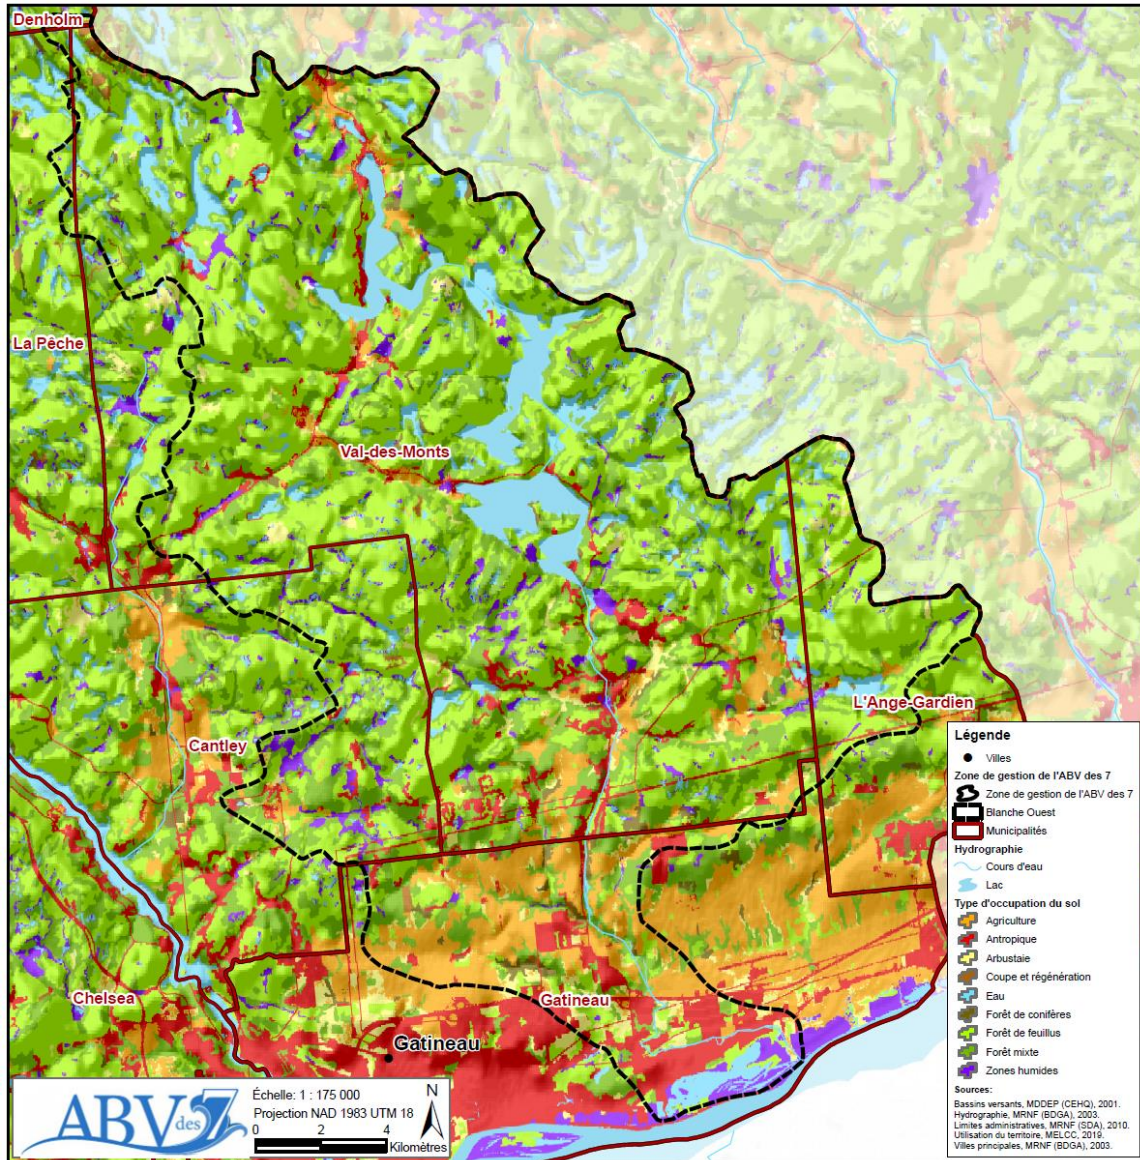 Denholm
La Pêche
Val-des-Monts
L'Ange-Gardien
Cantley
Chelsea
Gatineau
Gatineau
Légende
Villes
Zone de gestion de l'ABV des 7
Zone de gestion de l'ABV des 7
Blanche Ouest
Municipalités
Hydrographie
Cours d'eau
Lac
Type d'occupation du sol
Agriculture
Antropique
Arbustaie
Coupe et régénération
Eau
Forêt de conifères
Forêt de feuillus
Forêt mixte
Zones humides
Sources:
Bassins versants, MDDEP (CEHQ), 2001.
Hydrographie, MRNF (BDGA), 2003.
Limites administratives, MRNF (SDA), 2010.
Utilisation du territoire, MELCC, 2019.
Villes principales, MRNF (BDGA), 2003.
ABV des 7
Échelle: 1 : 175 000
Projection NAD 1983 UTM 18
N
0 2 4
Kilomètres